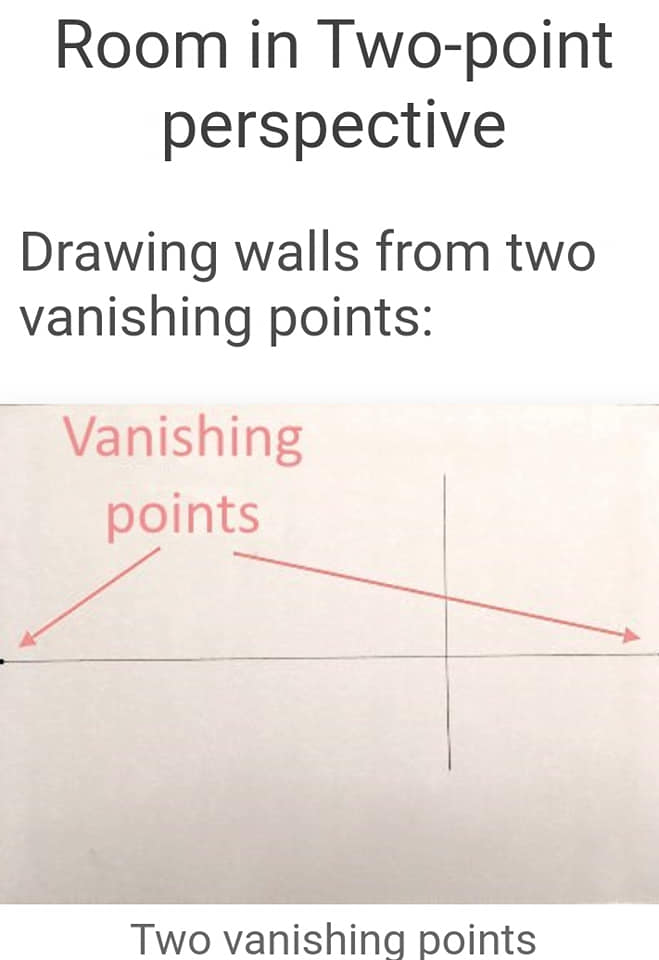 Room in Two-point
perspective
Drawing walls from two
vanishing points:
Vanishing
points
Two vanishing points